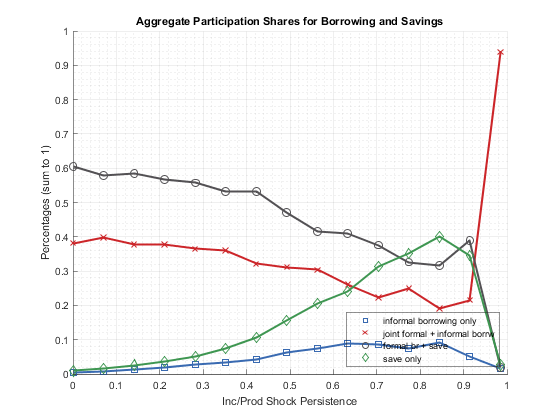 Aggregate Participation Shares for Borrowing and Savings
Percentages (sum to 1)
1
0.9
0.8
0.7
0.6
0.5
0.4
0.3
0.2
0.1
0
0 0.1 0.2 0.3 0.4 0.5 0.6 0.7 0.8 0.9 1
Inc/Prod Shock Persistence
informal borrowing only
joint formal + informal borrw
formal br + save
save only